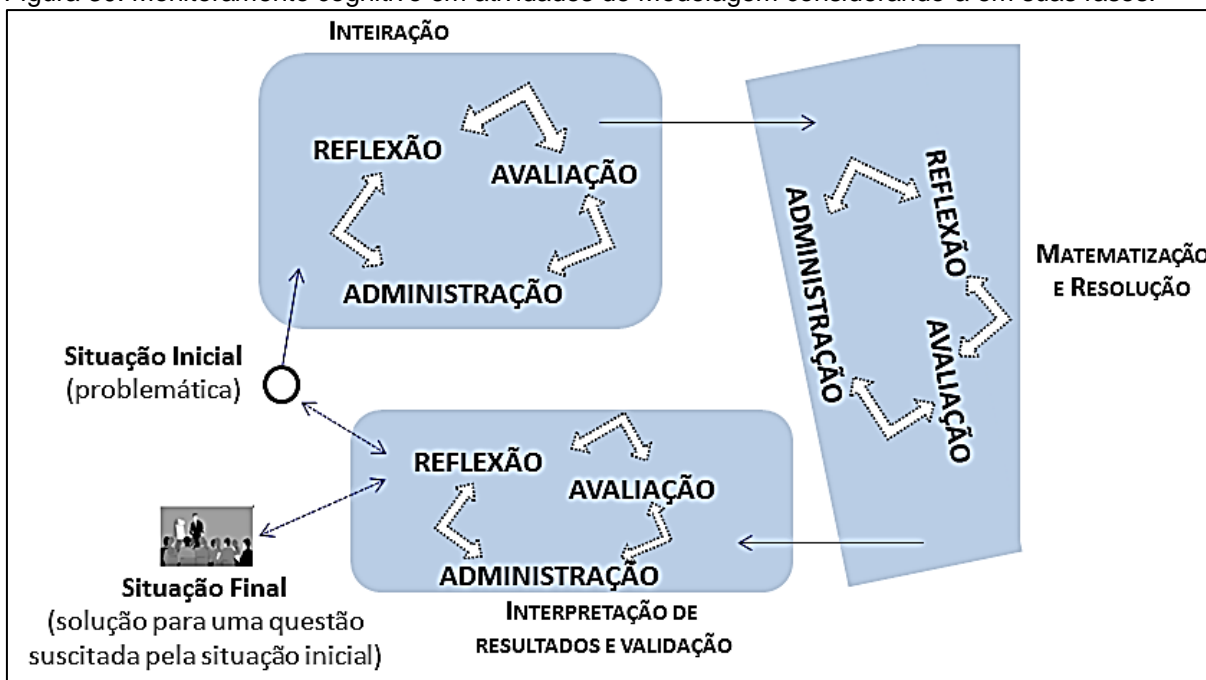 INTEIRAÇÃO
REFLEXÃO
AVALIAÇÃO
ADMINISTRAÇÃO
REFLEXÃO
ADMINISTRAÇÃO
AVALIAÇÃO
MATEMATIZAÇÃO
E RESOLUÇÃO
Situação Inicial
(problemática)
REFLEXÃO
AVALIAÇÃO
ADMINISTRAÇÃO
INTERPRETAÇÃO DE
RESULTADOS E VALIDAÇÃO
Situação Final
(solução para uma questão
suscitada pela situação inicial)